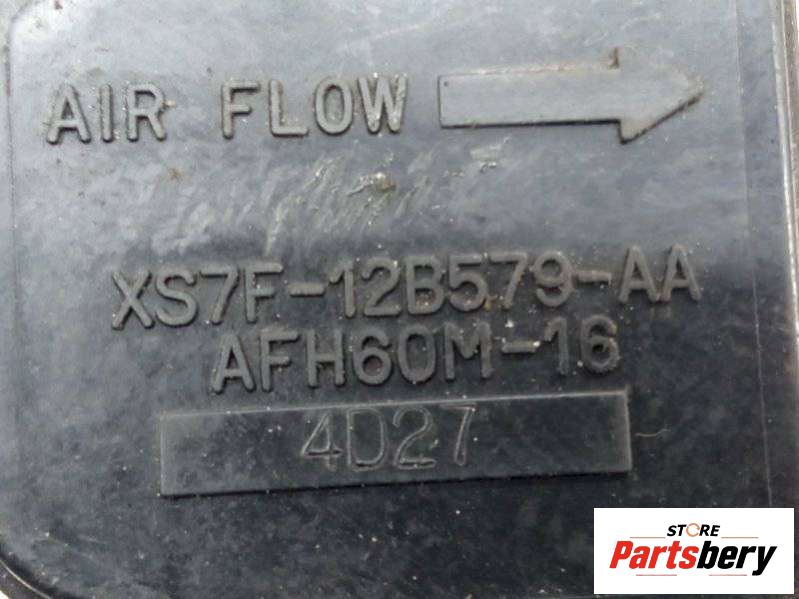 AIR FLOW
XS7F-12B579-AA
AFH60M-16
4D27
STORE
Partsbery